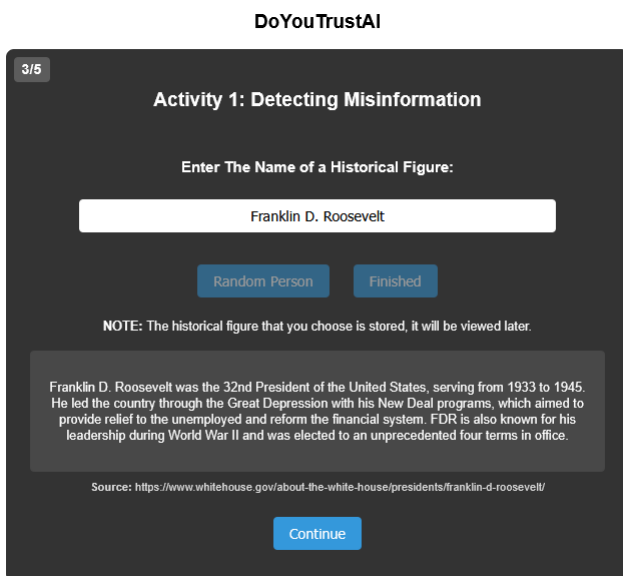 DoYouTrustAI
3/5
Activity 1: Detecting Misinformation
Enter The Name of a Historical Figure:
Franklin D. Roosevelt
Random Person
Finished
NOTE: The historical figure that you choose is stored, it will be viewed later.
Franklin D. Roosevelt was the 32nd President of the United States, serving from 1933 to 1945.
He led the country through the Great Depression with his New Deal programs, which aimed to
provide relief to the unemployed and reform the financial system. FDR is also known for his
leadership during World War II and was elected to an unprecedented four terms in office.
Source: https://www.whitehouse.gov/about-the-white-house/presidents/franklin-d-roosevelt/
Continue